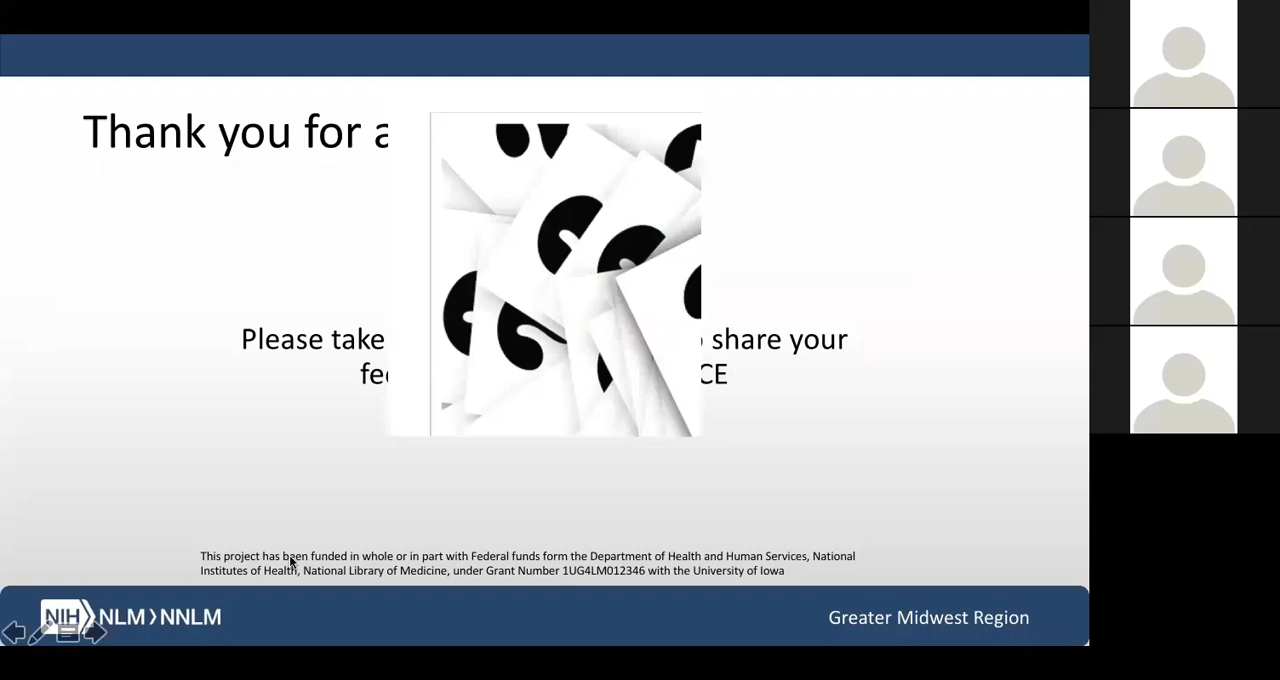 Thank you for
Please take share your
CE
This project has been funded in whole or in part with Federal funds form the Department of Health and Human Services, National
Institutes of Health, National Library of Medicine, under Grant Number 1UG4LM012346 with the University of Iowa
NIH NLM NNLM
Greater Midwest Region